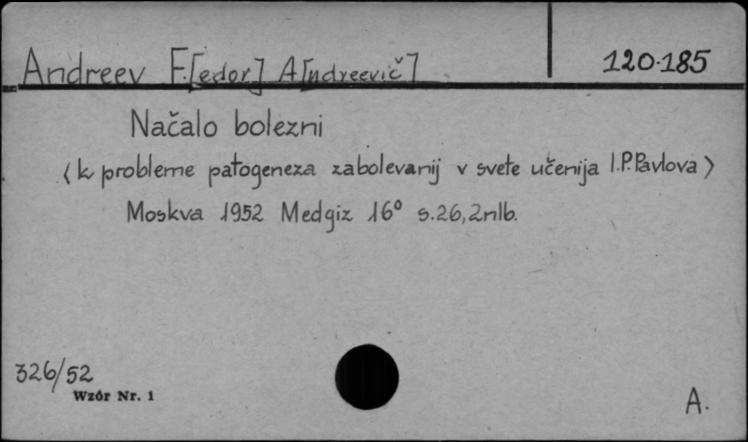 Andreev F.[edor] A[ndreevič]
120.185
Načalo bolezni
(k probleme patogeneza zabolevanij v svete učenija I.P. Pavlova)
Moskva 1952 Medgiz 16° s.26,2nlb.
326/52
Wzór Nr. 1
A.